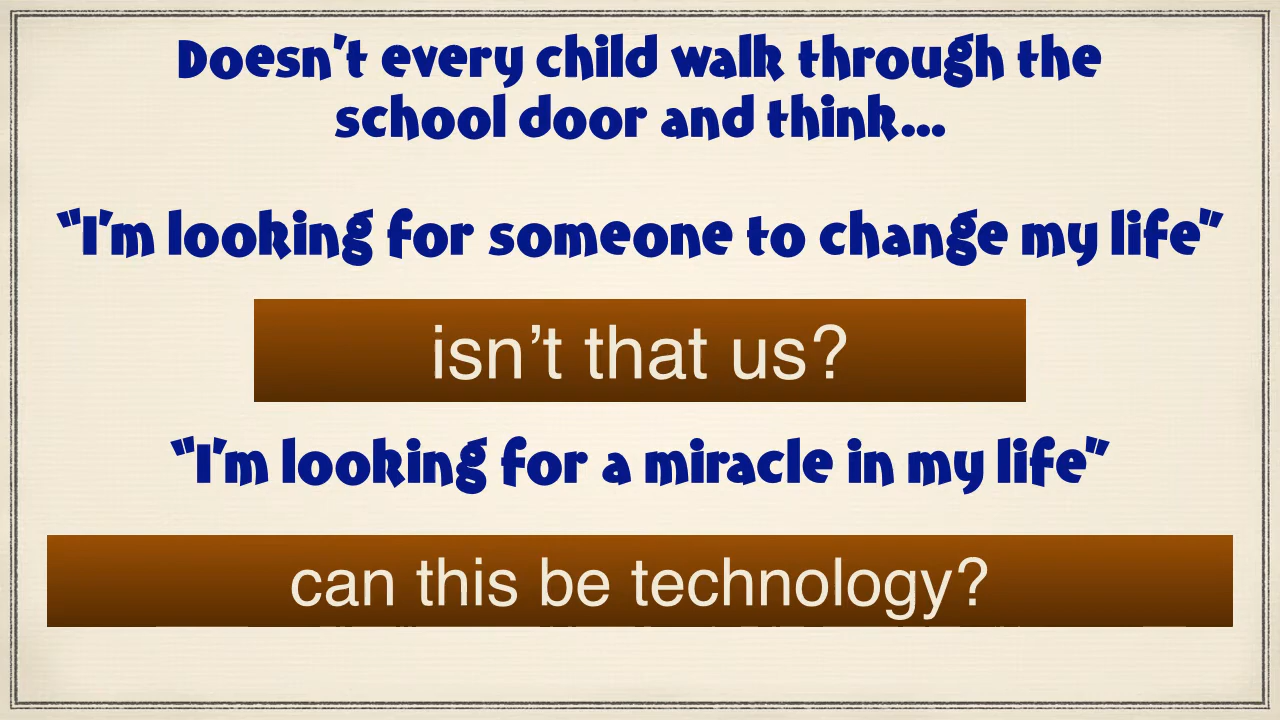 Doesn’t every child walk through the
school door and think...
"I’m looking for someone to change my life"
isn’t that us?
"I’m looking for a miracle in my life"
can this be technology?